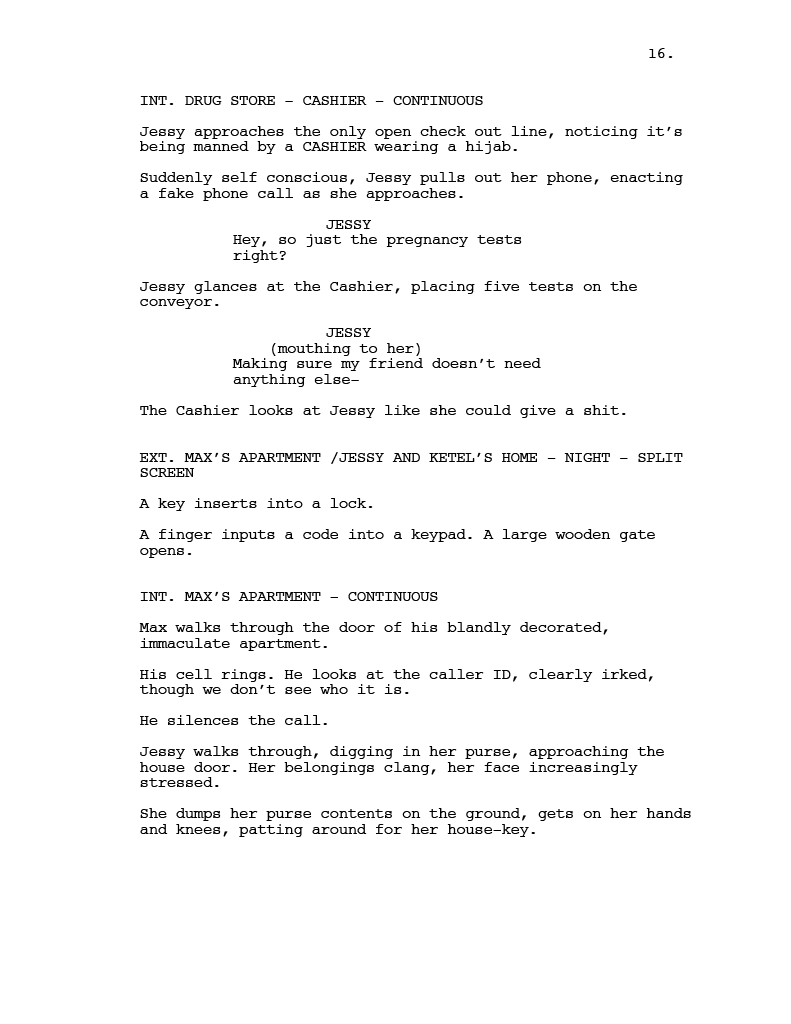 16.
INT. DRUG STORE – CASHIER – CONTINUOUS
Jessy approaches the only open check out line, noticing it's
being manned by a CASHIER wearing a hijab.
Suddenly self conscious, Jessy pulls out her phone, enacting
a fake phone call as she approaches.
JESSY
Hey, so just the pregnancy tests
right?
Jessy glances at the Cashier, placing five tests on the
conveyor.
JESSY
(mouthing to her)
Making sure my friend doesn't need
anything else–
The Cashier looks at Jessy like she could give a shit.
EXT. MAX'S APARTMENT /JESSY AND KETEL'S HOME – NIGHT – SPLIT
SCREEN
A key inserts into a lock.
A finger inputs a code into a keypad. A large wooden gate
opens.
INT. MAX'S APARTMENT – CONTINUOUS
Max walks through the door of his blandly decorated,
immaculate apartment.
His cell rings. He looks at the caller ID, clearly irked,
though we don't see who it is.
He silences the call.
Jessy walks through, digging in her purse, approaching the
house door. Her belongings clang, her face increasingly
stressed.
She dumps her purse contents on the ground, gets on her hands
and knees, patting around for her house-key.